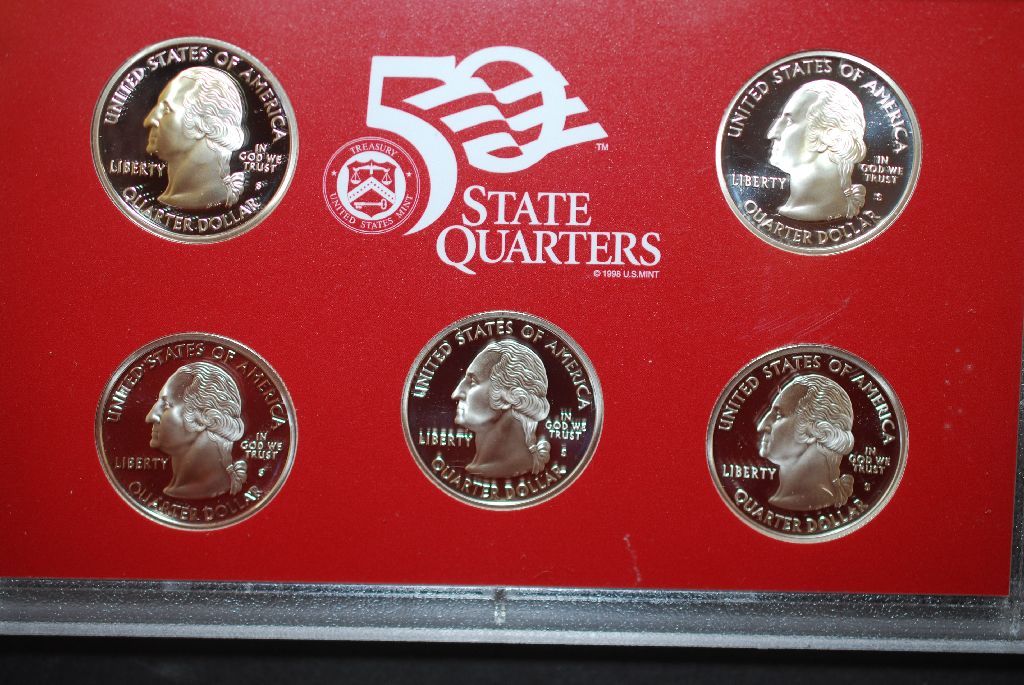 UNITED STATES OF AMERICA
LIBERTY
IN
GOD WE
TRUST
S
QUARTER DOLLAR
50
TM
TREASURY
UNITED STATES MINT
STATE
QUARTERS
© 1998 U.S.MINT
UNITED STATES OF AMERICA
LIBERTY
IN
GOD WE
TRUST
S
QUARTER DOLLAR
UNITED STATES OF AMERICA
LIBERTY
IN
GOD WE
TRUST
S
QUARTER DOLLAR
UNITED STATES OF AMERICA
LIBERTY
IN
GOD WE
TRUST
S
QUARTER DOLLAR
UNITED STATES OF AMERICA
LIBERTY
IN
GOD WE
TRUST
S
QUARTER DOLLAR